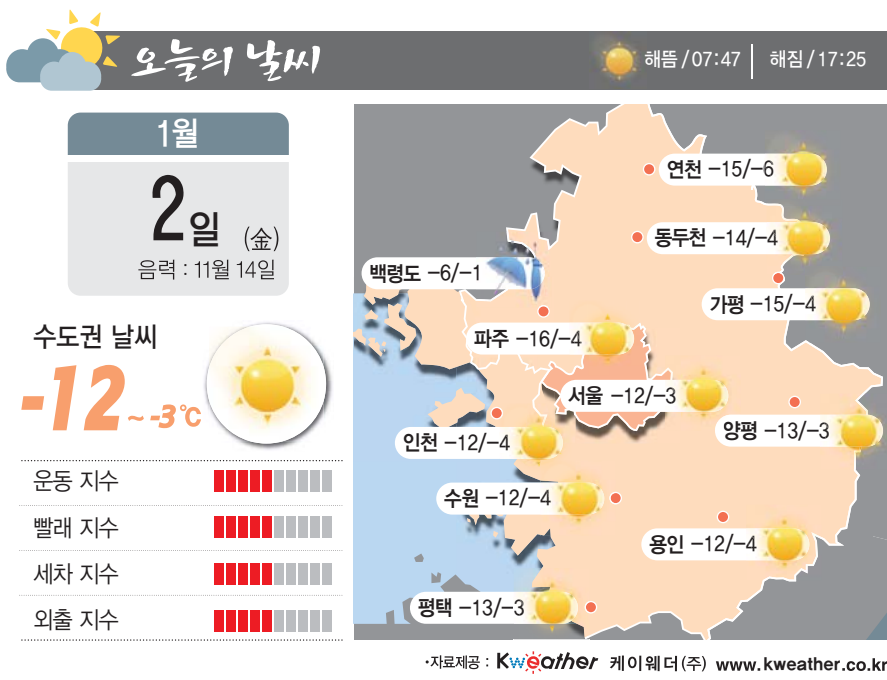 오늘의 날씨
해뜸 / 07:47 해짐 / 17:25
1월
2일 (金)
음력 : 11월 14일
수도권 날씨
-12 ~ -3℃
운동 지수
빨래 지수
세차 지수
외출 지수
연천 −15/−6
동두천 −14/−4
백령도 −6/−1
가평 −15/−4
파주 −16/−4
서울 −12/−3
양평 −13/−3
인천 −12/−4
수원 −12/−4
용인 −12/−4
평택 −13/−3
·자료제공 : Kweather 케이웨더(주) www.kweather.co.kr